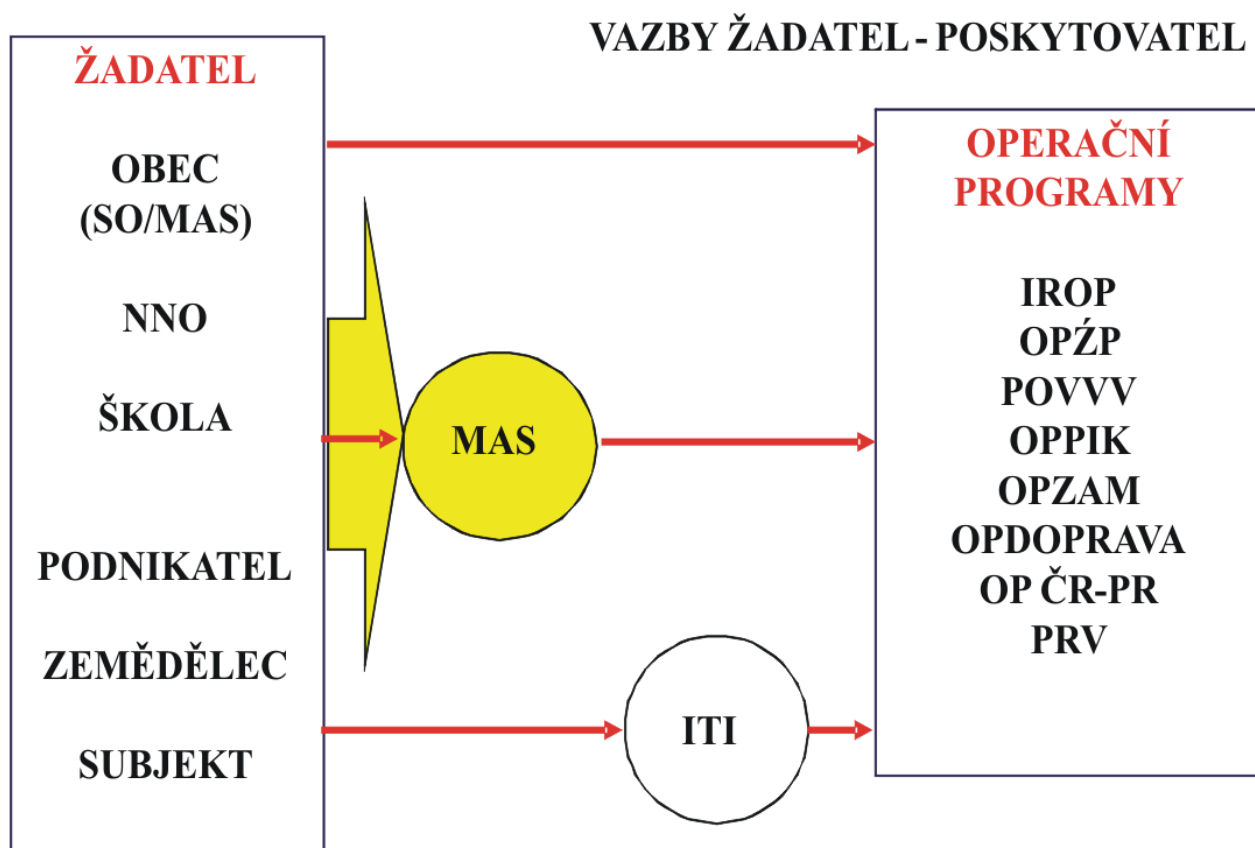 VAZBY ŽADATEL - POSKYTOVATEL
ŽADATEL
OBEC
(SO/MAS)
NNO
ŠKOLA
PODNIKATEL
ZEMĚDĚLEC
SUBJEKT
MAS
ITI
OPERAČNÍ
PROGRAMY
IROP
OPŹP
POVVV
OPPIK
OPZAM
OPDOPRAVA
OP ČR-PR
PRV